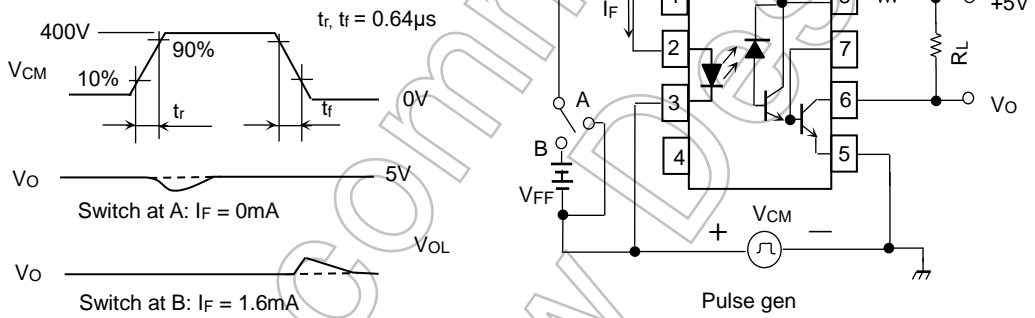 400V
90%
10%
VCM
tr
tf
0V
tr, tf = 0.64μs
VO
5V
Switch at A: IF = 0mA
VOL
VO
Switch at B: IF = 1.6mA
IF
2
3
4
7
6
5
+5V
RL
VO
A
B
VFF
VCM
+
—
Pulse gen